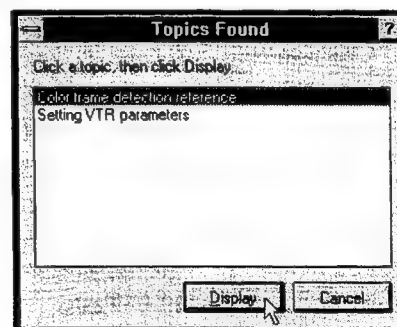 Topics Found ?
Click a topic, then click Display.
Color frame detection reference
Setting VTR parameters
Display Cancel